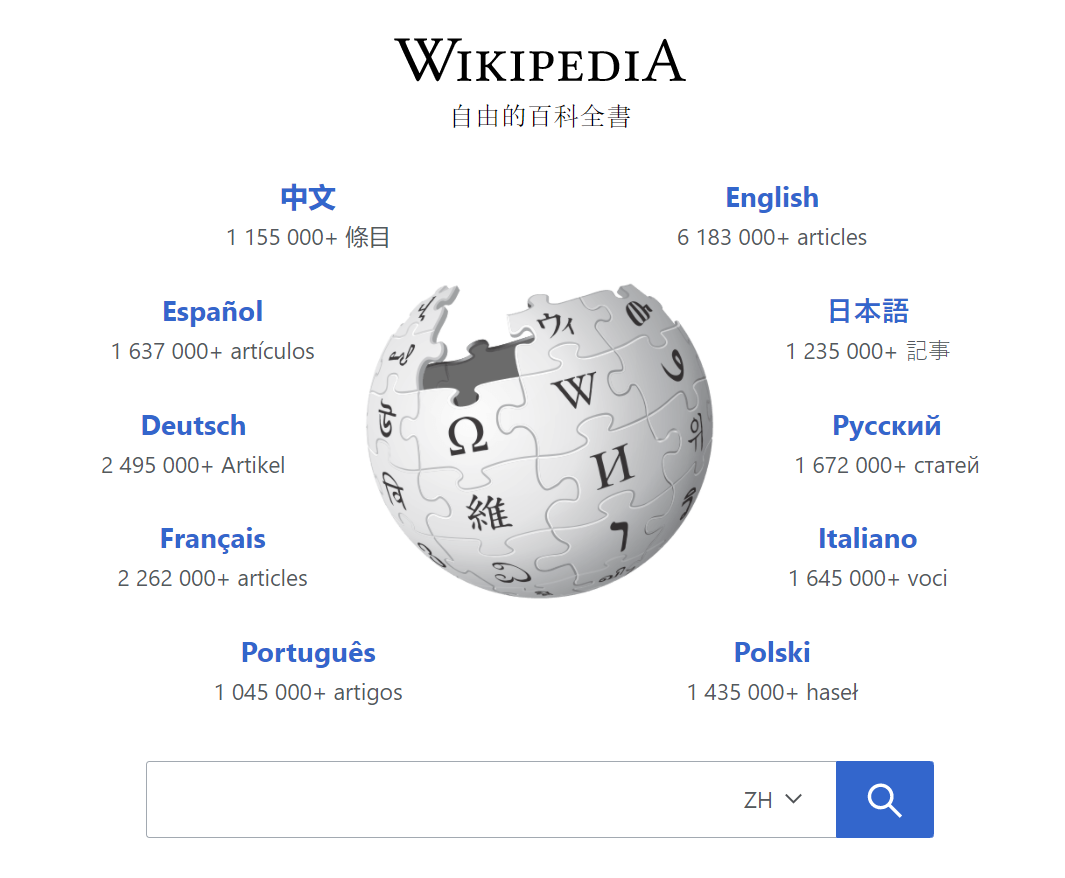 WIKIPEDIA
自由的百科全書
中文
1 155 000+ 條目
English
6 183 000+ articles
Español
1 637 000+ artículos
日本語
1 235 000+ 記事
Deutsch
2 495 000+ Artikel
Русский
1 672 000+ статей
Français
2 262 000+ articles
Italiano
1 645 000+ voci
Português
1 045 000+ artigos
Polski
1 435 000+ haseł
ウィ
W
Ω
И
維
ZH